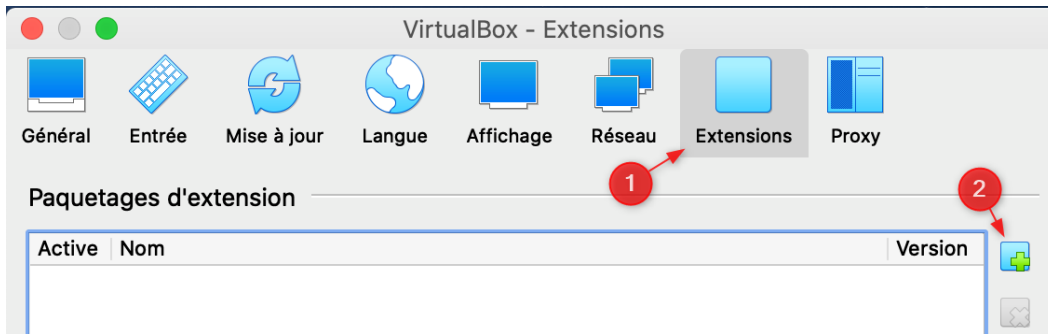 VirtualBox - Extensions
Général Entrée Mise à jour Langue Affichage Réseau Extensions Proxy
1
2
Paquetages d'extension
Active Nom Version